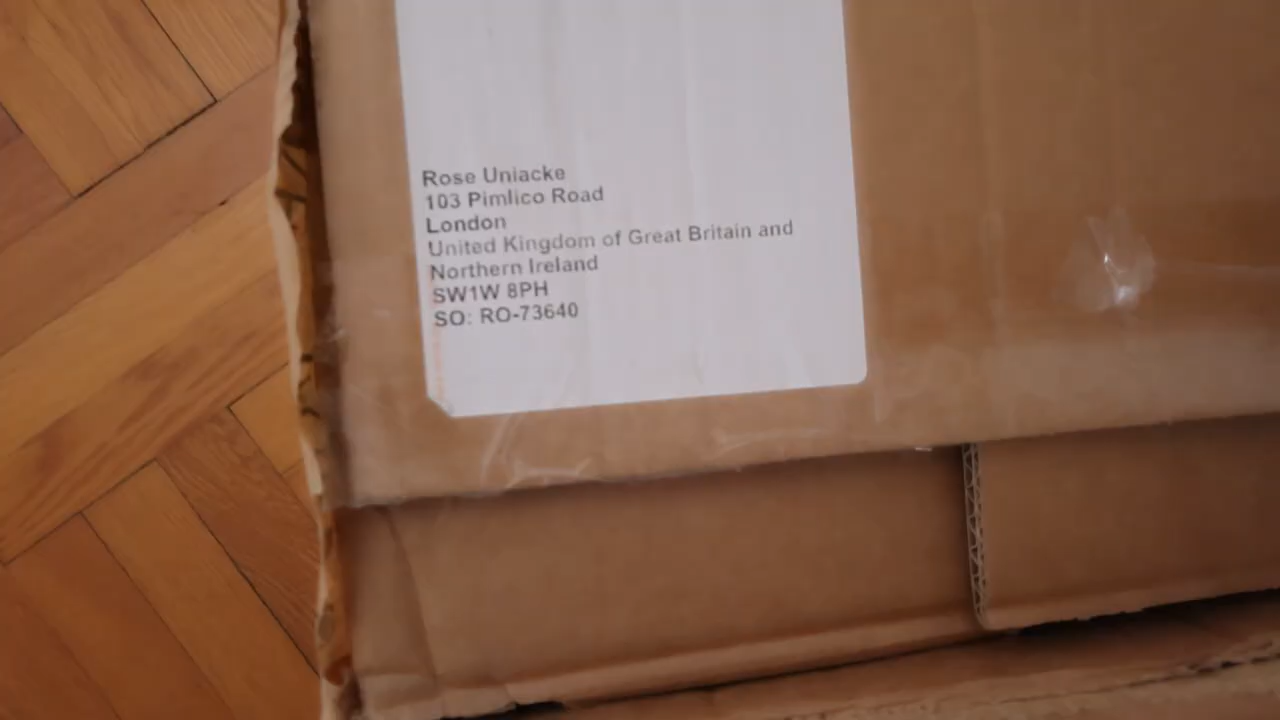 Rose Uniacke
103 Pimlico Road
London
United Kingdom of Great Britain and
Northern Ireland
SW1W 8PH
SO: RO-73640